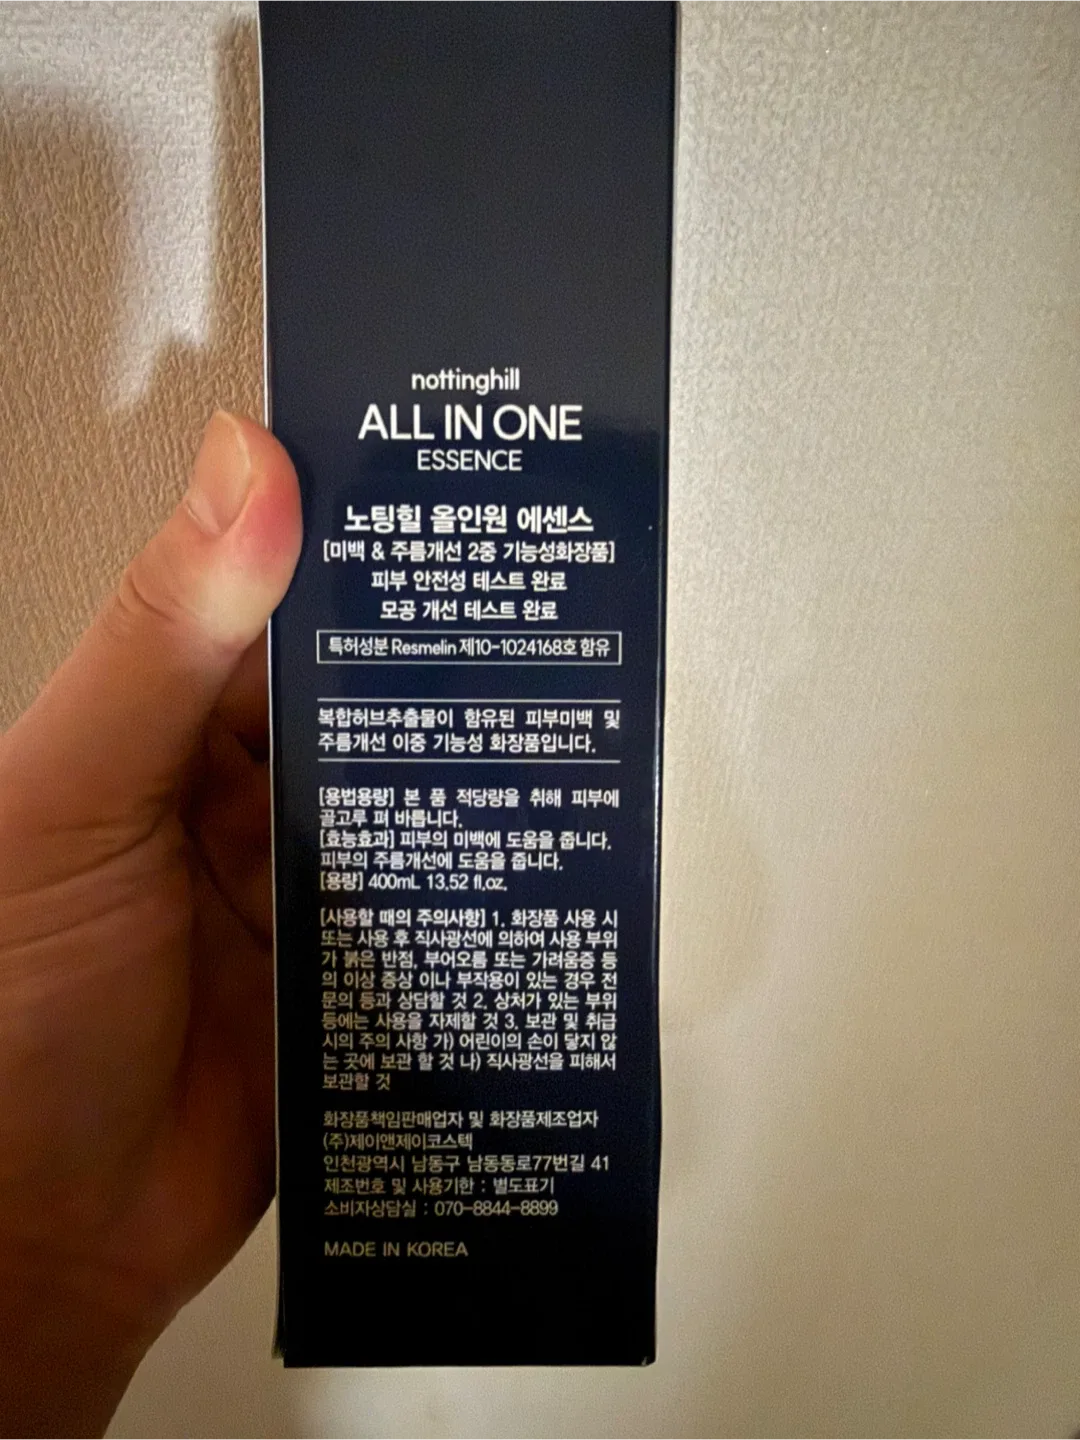 nottinghill
ALL IN ONE
ESSENCE
노팅힐 올인원 에센스
[미백 & 주름개선 2중 기능성화장품]
피부 안전성 테스트 완료
모공 개선 테스트 완료
특허성분 Resmelin 제10-1024168호 함유
복합허브추출물이 함유된 피부미백 및
주름개선 이중 기능성 화장품입니다.
[용법용량] 본 품 적당량을 취해 피부에
골고루 펴 바릅니다.
[효능효과] 피부의 미백에 도움을 줍니다.
피부의 주름개선에 도움을 줍니다.
[용량] 400mL 13.52 fl.oz.
[사용할 때의 주의사항] 1. 화장품 사용 시
또는 사용 후 직사광선에 의하여 사용 부위
가 붉은 반점, 부어오름 또는 가려움증 등
의 이상 증상 이나 부작용이 있는 경우 전
문의 등과 상담할 것 2. 상처가 있는 부위
등에는 사용을 자제할 것 3. 보관 및 취급
시의 주의 사항 가) 어린이의 손이 닿지 않
는 곳에 보관 할 것 나) 직사광선을 피해서
보관할 것
화장품책임판매업자 및 화장품제조업자
(주)제이앤제이코스텍
인천광역시 남동구 남동동로77번길 41
제조번호 및 사용기한 : 별도표기
소비자상담실 : 070-8844-8899
MADE IN KOREA